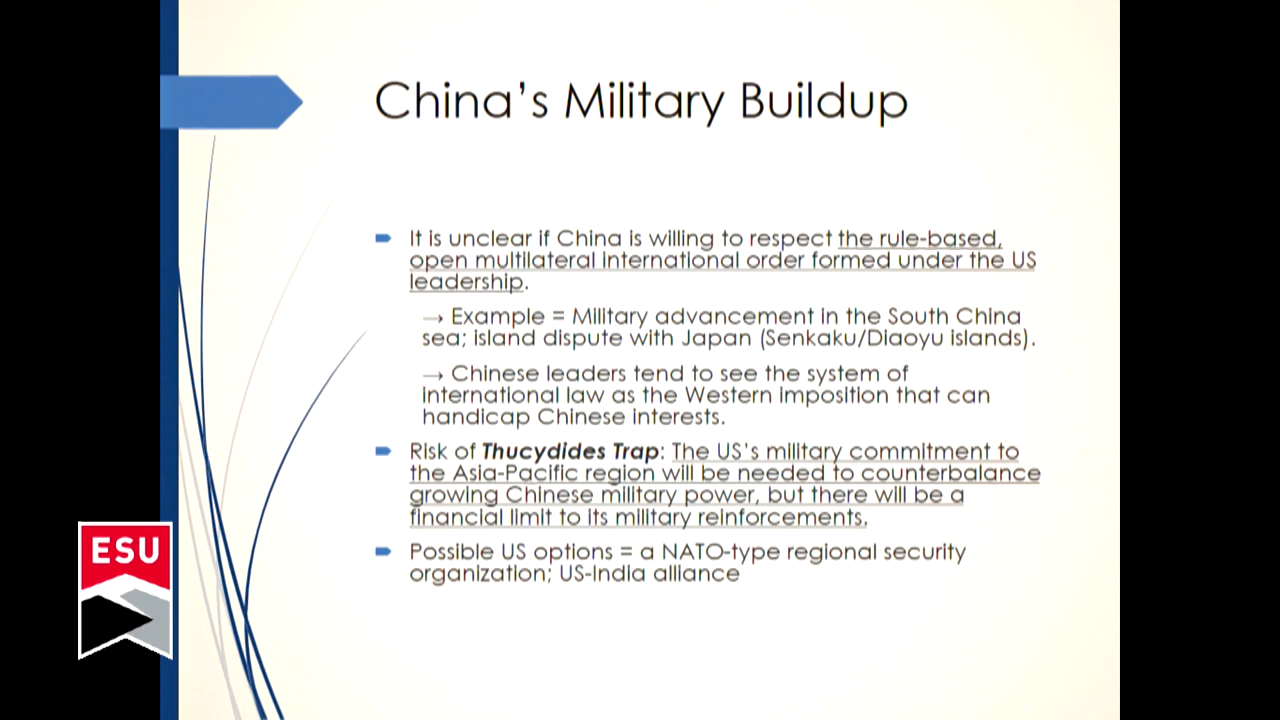 China's Military Buildup
It is unclear if China is willing to respect the rule-based,
open multilateral international order formed under the US
leadership.
→ Example = Military advancement in the South China
sea; island dispute with Japan (Senkaku/Diaoyu islands).
→ Chinese leaders tend to see the system of
international law as the Western imposition that can
handicap Chinese interests.
Risk of Thucydides Trap: The US's military commitment to
the Asia-Pacific region will be needed to counterbalance
growing Chinese military power, but there will be a
financial limit to its military reinforcements.
Possible US options = a NATO-type regional security
organization; US-India alliance
ESU